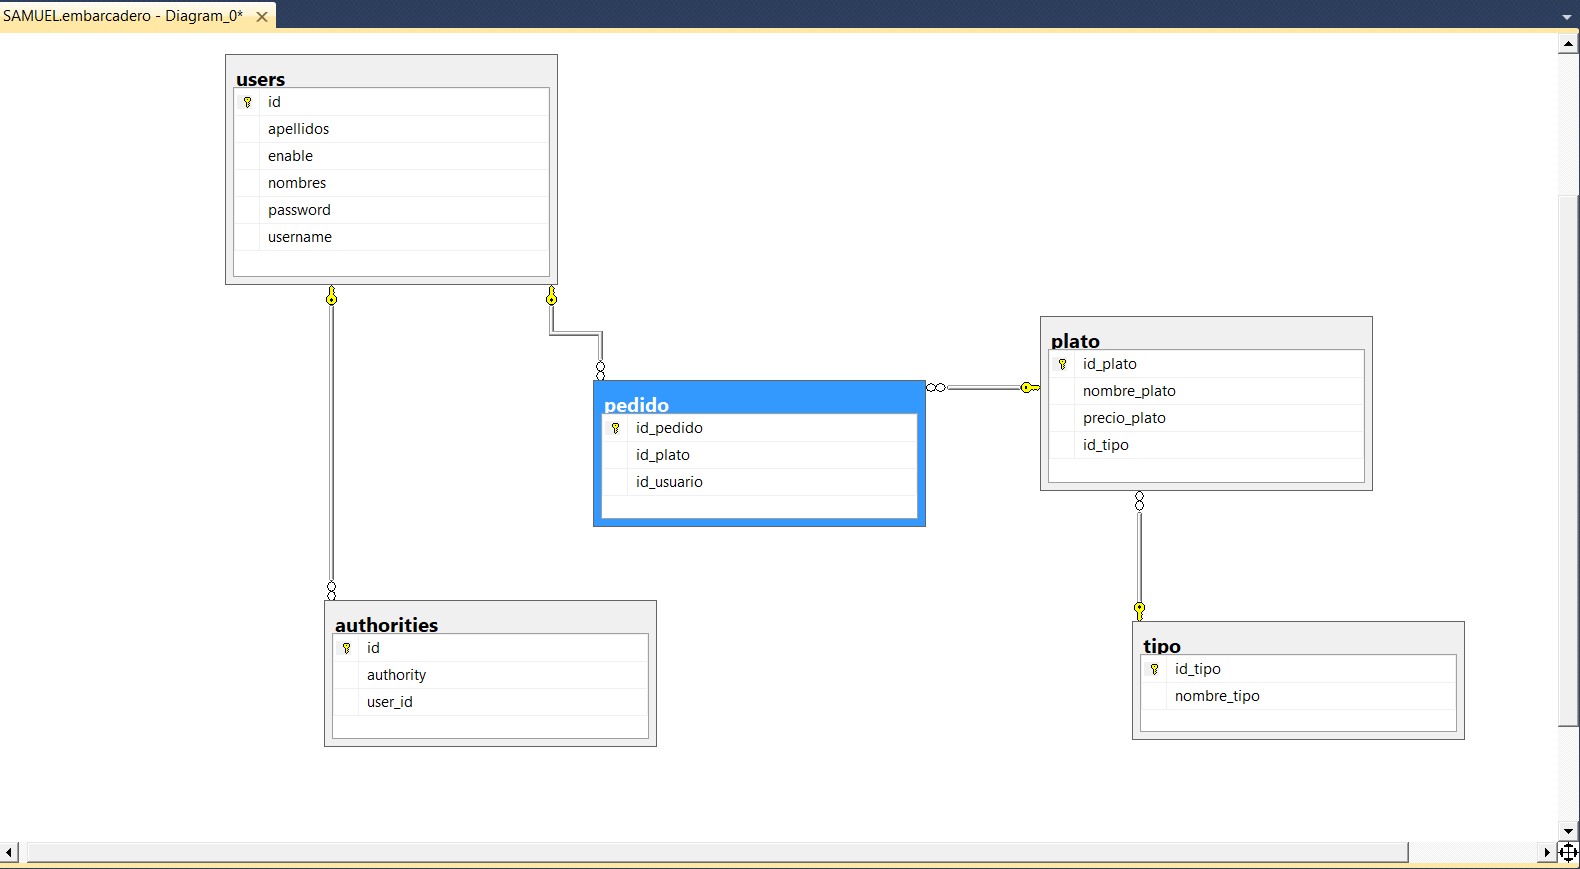 SAMUEL.embarcadero - Diagram_0*
users
id
apellidos
enable
nombres
password
username
plato
id_plato
nombre_plato
precio_plato
id_tipo
pedido
id_pedido
id_plato
id_usuario
authorities
id
authority
user_id
tipo
id_tipo
nombre_tipo